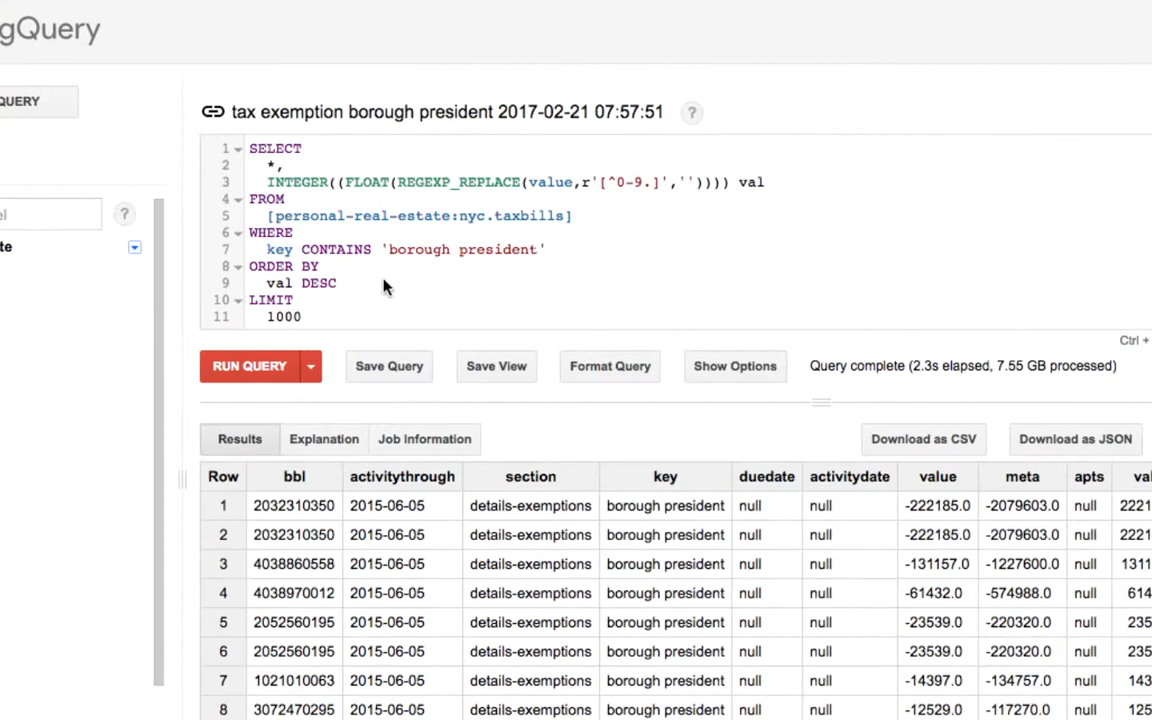 gQuery
QUERY
tax exemption borough president 2017-02-21 07:57:51 ?
1 SELECT
2 *,
3 INTEGER((FLOAT(REGEXP_REPLACE(value,r'[^0-9.]','')))) val
4 FROM
5 [personal-real-estate:nyc.taxbills]
6 WHERE
7 key CONTAINS 'borough president'
8 ORDER BY
9 val DESC
10 LIMIT
11 1000
el ?
te
Ctrl +
RUN QUERY Save Query Save View Format Query Show Options Query complete (2.3s elapsed, 7.55 GB processed)
Results Explanation Job Information Download as CSV Download as JSON
Row bbl activitythrough section key duedate activitydate value meta apts val
1 2032310350 2015-06-05 details-exemptions borough president null null -222185.0 -2079603.0 null 2221
2 2032310350 2015-06-05 details-exemptions borough president null null -222185.0 -2079603.0 null 2221
3 4038860558 2015-06-05 details-exemptions borough president null null -131157.0 -1227600.0 null 1311
4 4038970012 2015-06-05 details-exemptions borough president null null -61432.0 -574988.0 null 614
5 2052560195 2015-06-05 details-exemptions borough president null null -23539.0 -220320.0 null 235
6 2052560195 2015-06-05 details-exemptions borough president null null -23539.0 -220320.0 null 235
7 1021010063 2015-06-05 details-exemptions borough president null null -14397.0 -134757.0 null 143
8 3072470295 2015-06-05 details-exemptions borough president null null -12529.0 -117270.0 null 125